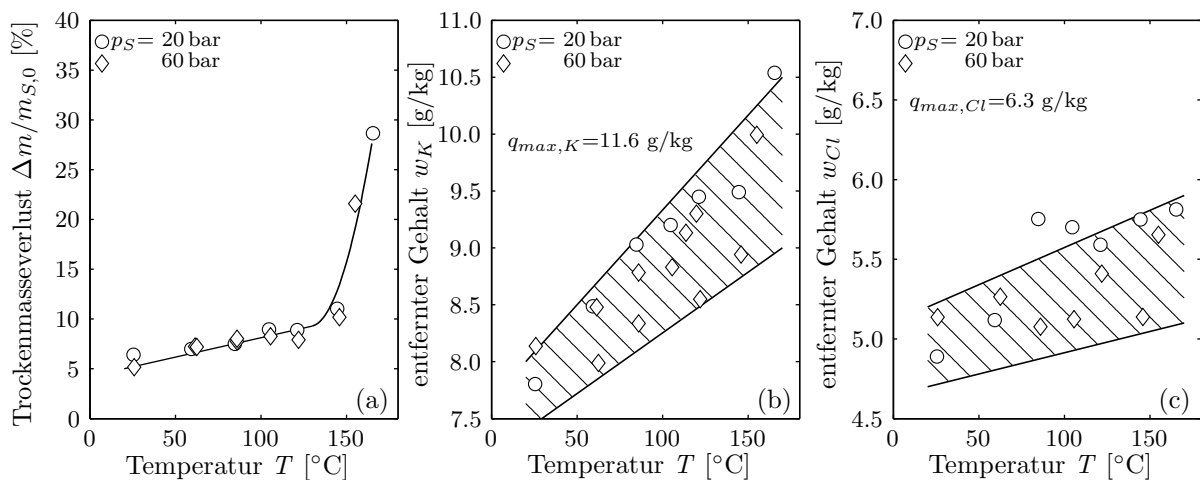 Trockenmasseverlust Δm/m_{S,0} [%]
40
35
30
25
20
15
10
5
0
p_S= 20 bar
60 bar
(a)
0
50
100
150
Temperatur T [°C]
entfernter Gehalt w_K [g/kg]
11.0
10.5
10.0
9.5
9.0
8.5
8.0
7.5
p_S= 20 bar
60 bar
q_{max,K}=11.6 g/kg
(b)
0
50
100
150
Temperatur T [°C]
entfernter Gehalt w_{Cl} [g/kg]
7.0
6.5
6.0
5.5
5.0
4.5
p_S= 20 bar
60 bar
q_{max,Cl}=6.3 g/kg
(c)
0
50
100
150
Temperatur T [°C]